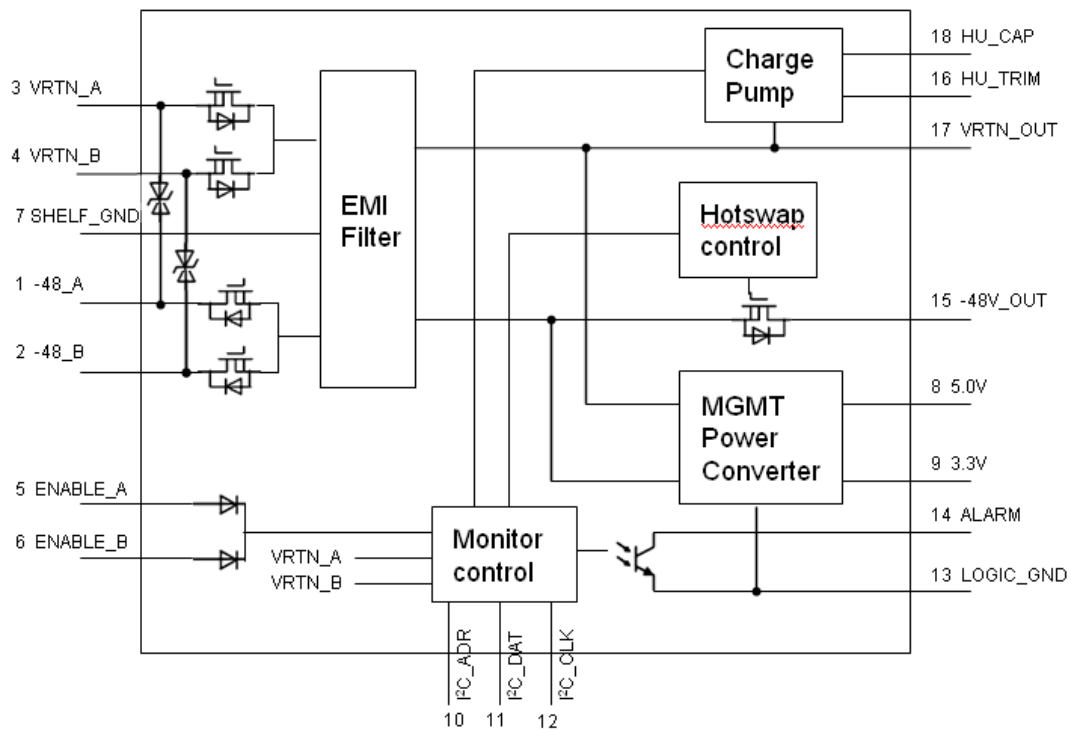 18 HU_CAP
Charge
Pump
16 HU_TRIM
3 VRTN_A
17 VRTN_OUT
4 VRTN_B
EMI
Filter
7 SHELF_GND
Hotswap
control
1 -48_A
15 -48V_OUT
2 -48_B
8 5.0V
MGMT
Power
Converter
9 3.3V
5 ENABLE_A
14 ALARM
6 ENABLE_B
Monitor
control
VRTN_A
VRTN_B
13 LOGIC_GND
I²C_ADR
I²C_DAT
I²C_CLK
10
11
12